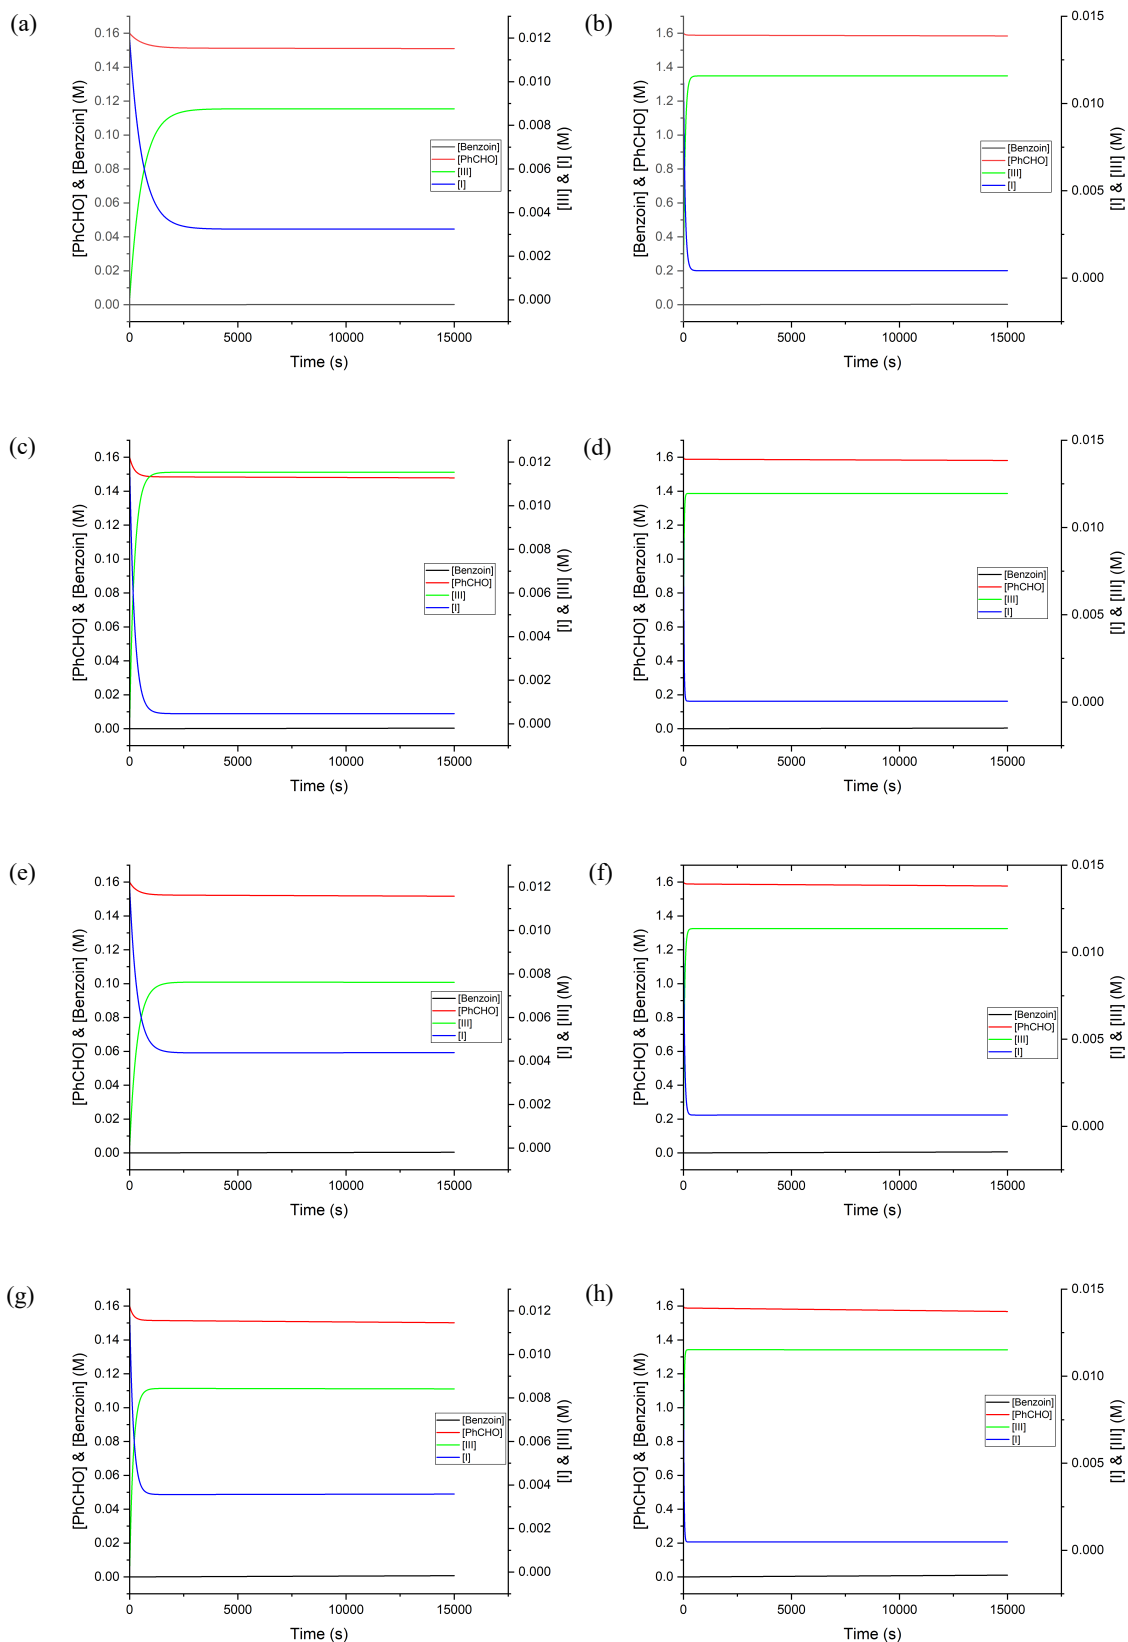 (a)
[PhCHO] & [Benzoin] (M)
0.16
0.14
0.12
0.10
0.08
0.06
0.04
0.02
0.00
0
5000
10000
15000
Time (s)
0.012
0.010
0.008
0.006
0.004
0.002
0.000
[III] & [I] (M)
[Benzoin]
[PhCHO]
[III]
[I]
(b)
[Benzoin] & [PhCHO] (M)
1.6
1.4
1.2
1.0
0.8
0.6
0.4
0.2
0.0
0
5000
10000
15000
Time (s)
0.015
0.010
0.005
0.000
[I] & [III] (M)
[Benzoin]
[PhCHO]
[III]
[I]
(c)
[PhCHO] & [Benzoin] (M)
0.16
0.14
0.12
0.10
0.08
0.06
0.04
0.02
0.00
0
5000
10000
15000
Time (s)
0.012
0.010
0.008
0.006
0.004
0.002
0.000
[I] & [III] (M)
[Benzoin]
[PhCHO]
[III]
[I]
(d)
[PhCHO] & [Benzoin] (M)
1.6
1.4
1.2
1.0
0.8
0.6
0.4
0.2
0.0
0
5000
10000
15000
Time (s)
0.015
0.010
0.005
0.000
[I] & [III] (M)
[Benzoin]
[PhCHO]
[III]
[I]
(e)
[PhCHO] & [Benzoin] (M)
0.16
0.14
0.12
0.10
0.08
0.06
0.04
0.02
0.00
0
5000
10000
15000
Time (s)
0.012
0.010
0.008
0.006
0.004
0.002
0.000
[I] & [III] (M)
[Benzoin]
[PhCHO]
[III]
[I]
(f)
[PhCHO] & [Benzoin] (M)
1.6
1.4
1.2
1.0
0.8
0.6
0.4
0.2
0.0
0
5000
10000
15000
Time (s)
0.015
0.010
0.005
0.000
[I] & [III] (M)
[Benzoin]
[PhCHO]
[III]
[I]
(g)
[PhCHO] & [Benzoin] (M)
0.16
0.14
0.12
0.10
0.08
0.06
0.04
0.02
0.00
0
5000
10000
15000
Time (s)
0.012
0.010
0.008
0.006
0.004
0.002
0.000
[I] & [III] (M)
[Benzoin]
[PhCHO]
[III]
[I]
(h)
[PhCHO] & [Benzoin] (M)
1.6
1.4
1.2
1.0
0.8
0.6
0.4
0.2
0.0
0
5000
10000
15000
Time (s)
0.015
0.010
0.005
0.000
[I] & [III] (M)
[Benzoin]
[PhCHO]
[III]
[I]